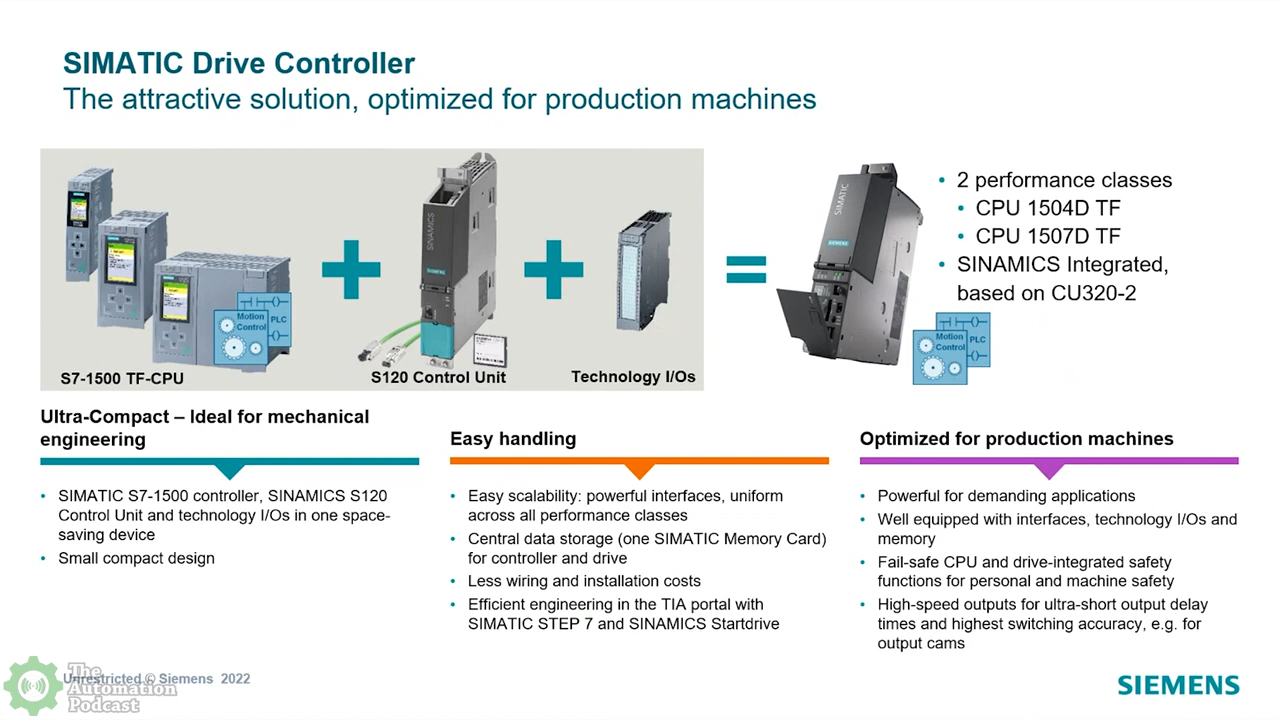 SIMATIC Drive Controller
The attractive solution, optimized for production machines
SIEMENS
SIEMENS
SINAMICS
SIEMENS
Motion
Control
PLC
S7-1500 TF-CPU
S120 Control Unit
Technology I/Os
SIMATIC
SIEMENS
Motion
Control
PLC
• 2 performance classes
• CPU 1504D TF
• CPU 1507D TF
• SINAMICS Integrated,
based on CU320-2
Ultra-Compact – Ideal for mechanical
engineering
• SIMATIC S7-1500 controller, SINAMICS S120
Control Unit and technology I/Os in one space-
saving device
• Small compact design
Easy handling
• Easy scalability: powerful interfaces, uniform
across all performance classes
• Central data storage (one SIMATIC Memory Card)
for controller and drive
• Less wiring and installation costs
• Efficient engineering in the TIA portal with
SIMATIC STEP 7 and SINAMICS Startdrive
Optimized for production machines
• Powerful for demanding applications
• Well equipped with interfaces, technology I/Os and
memory
• Fail-safe CPU and drive-integrated safety
functions for personal and machine safety
• High-speed outputs for ultra-short output delay
times and highest switching accuracy, e.g. for
output cams
Unrestricted © Siemens 2022
The
Automation
Podcast
SIEMENS